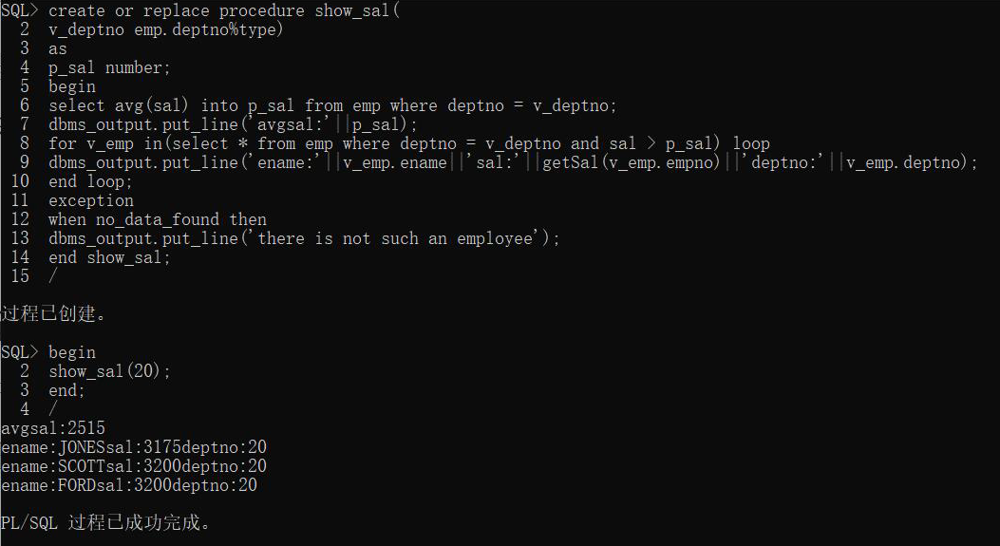 SQL> create or replace procedure show_sal(
2 v_deptno emp.deptno%type)
3 as
4 p_sal number;
5 begin
6 select avg(sal) into p_sal from emp where deptno = v_deptno;
7 dbms_output.put_line('avgsal:'||p_sal);
8 for v_emp in(select * from emp where deptno = v_deptno and sal > p_sal) loop
9 dbms_output.put_line('ename:'||v_emp.ename||'sal:'||getSal(v_emp.empno)||'deptno:'||v_emp.deptno);
10 end loop;
11 exception
12 when no_data_found then
13 dbms_output.put_line('there is not such an employee');
14 end show_sal;
15 /
过程已创建。
SQL> begin
2 show_sal(20);
3 end;
4 /
avgsal:2515
ename:JONESsal:3175deptno:20
ename:SCOTTsal:3200deptno:20
ename:FORDsal:3200deptno:20
PL/SQL 过程已成功完成。